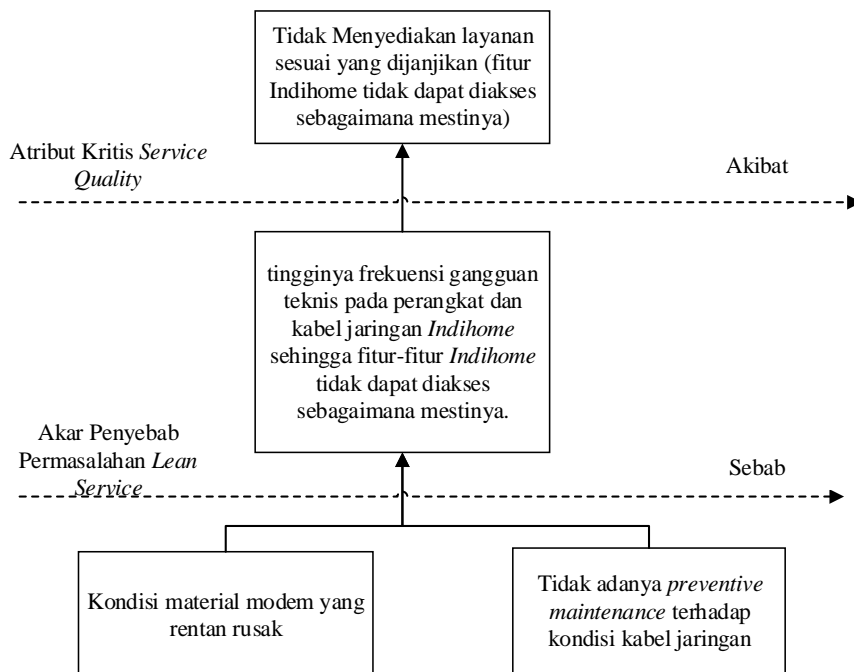 Tidak Menyediakan layanan
sesuai yang dijanjikan (fitur
Indihome tidak dapat diakses
sebagaimana mestinya)
Atribut Kritis Service
Quality
Akibat
tingginya frekuensi gangguan
teknis pada perangkat dan
kabel jaringan Indihome
sehingga fitur-fitur Indihome
tidak dapat diakses
sebagaimana mestinya.
Akar Penyebab
Permasalahan Lean
Service
Sebab
Kondisi material modem yang
rentan rusak
Tidak adanya preventive
maintenance terhadap
kondisi kabel jaringan